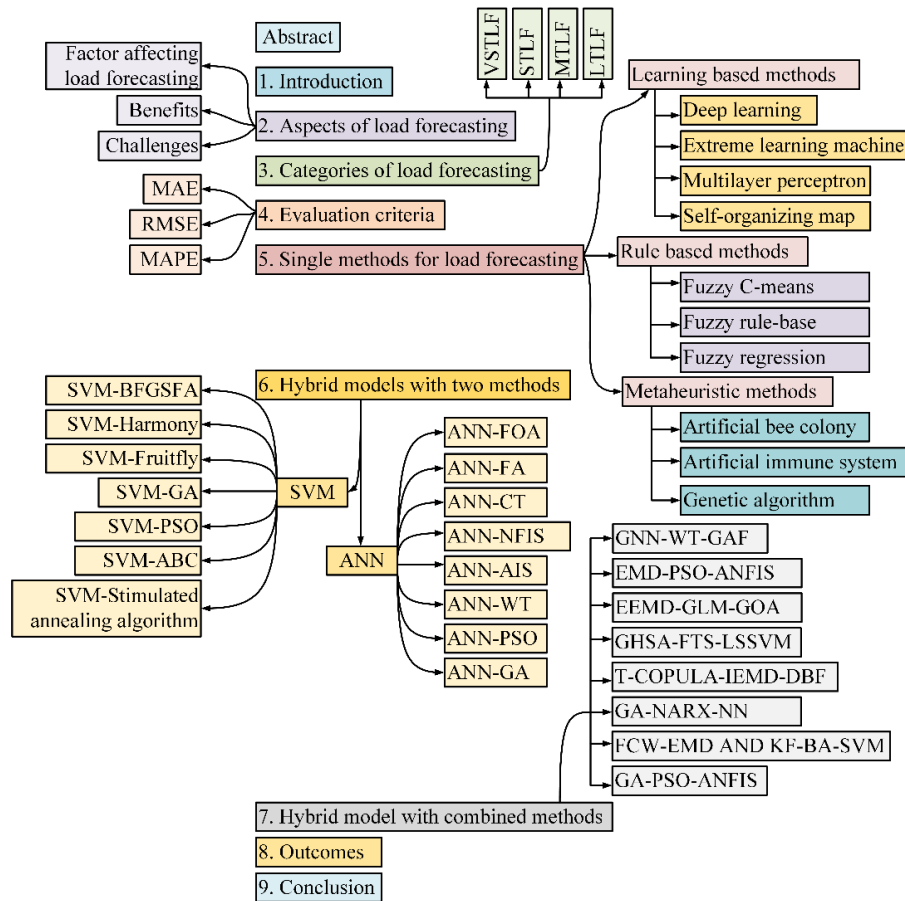 Abstract
1. Introduction
2. Aspects of load forecasting
Factor affecting
load forecasting
Benefits
Challenges
3. Categories of load forecasting
VSTLF
STLF
MTLF
LTLF
4. Evaluation criteria
MAE
RMSE
MAPE
5. Single methods for load forecasting
Learning based methods
Deep learning
Extreme learning machine
Multilayer perceptron
Self-organizing map
Rule based methods
Fuzzy C-means
Fuzzy rule-base
Fuzzy regression
Metaheuristic methods
Artificial bee colony
Artificial immune system
Genetic algorithm
6. Hybrid models with two methods
SVM
SVM-BFGSFA
SVM-Harmony
SVM-Fruitfly
SVM-GA
SVM-PSO
SVM-ABC
SVM-Stimulated
annealing algorithm
ANN
ANN-FOA
ANN-FA
ANN-CT
ANN-NFIS
ANN-AIS
ANN-WT
ANN-PSO
ANN-GA
7. Hybrid model with combined methods
GNN-WT-GAF
EMD-PSO-ANFIS
EEMD-GLM-GOA
GHSA-FTS-LSSVM
T-COPULA-IEMD-DBF
GA-NARX-NN
FCW-EMD AND KF-BA-SVM
GA-PSO-ANFIS
8. Outcomes
9. Conclusion